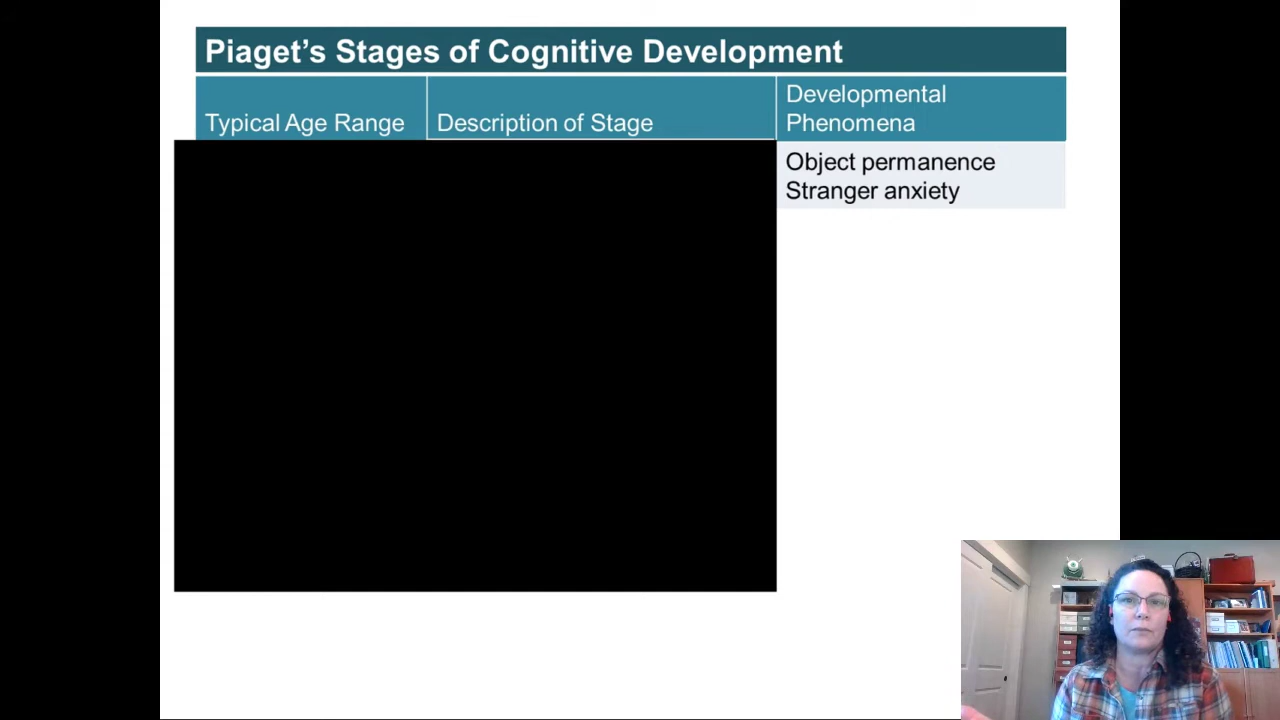 Piaget’s Stages of Cognitive Development
Typical Age Range
Description of Stage
Developmental
Phenomena
Object permanence
Stranger anxiety